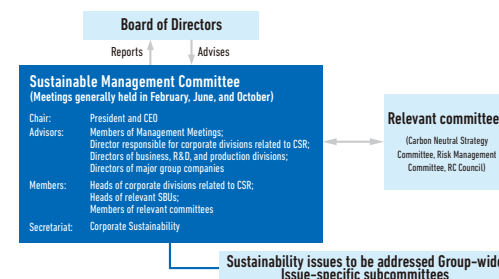 Board of Directors
Reports
Advises
Sustainable Management Committee
(Meetings generally held in February, June, and October)
Chair: President and CEO
Advisors: Members of Management Meetings;
Director responsible for corporate divisions related to CSR;
Directors of business, R&D, and production divisions;
Directors of major group companies
Members: Heads of corporate divisions related to CSR;
Heads of relevant SBUs;
Members of relevant committees
Secretariat: Corporate Sustainability
Relevant committee
(Carbon Neutral Strategy
Committee, Risk Management
Committee, RC Council)
Sustainability issues to be addressed Group-wide
Issue-specific subcommittees